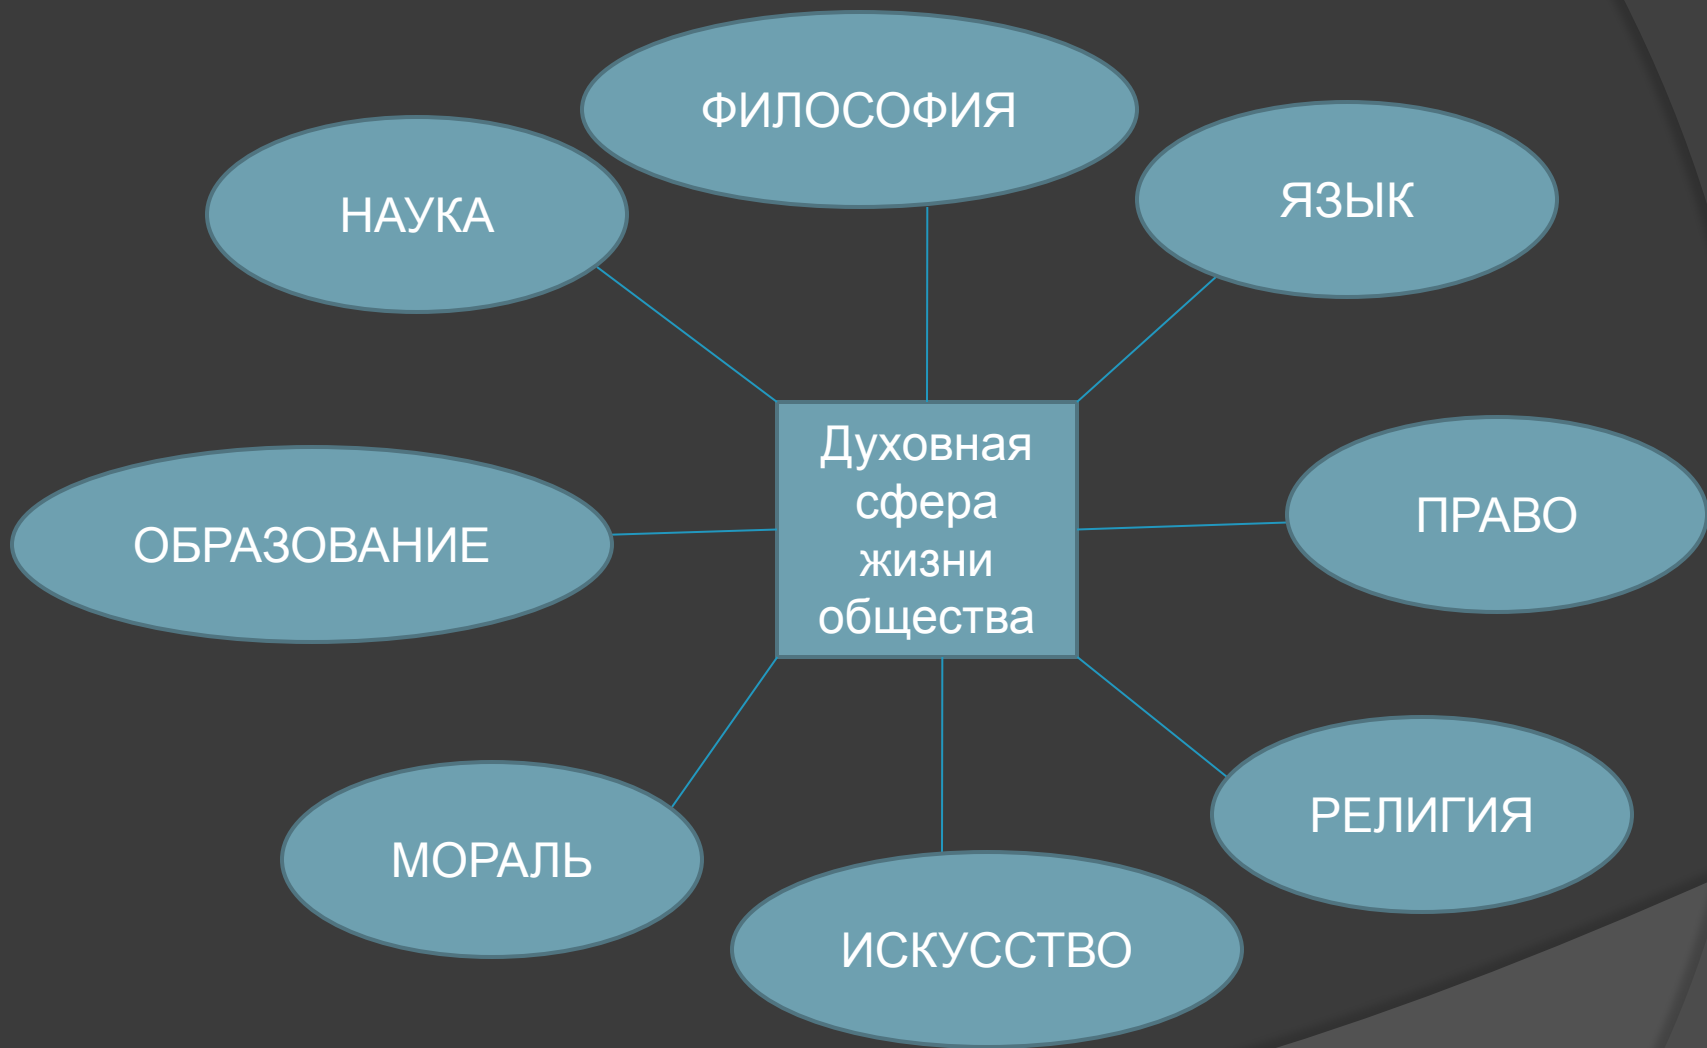 ФИЛОСОФИЯ
НАУКА
ЯЗЫК
Духовная
сфера
жизни
общества
ОБРАЗОВАНИЕ
ПРАВО
МОРАЛЬ
РЕЛИГИЯ
ИСКУССТВО